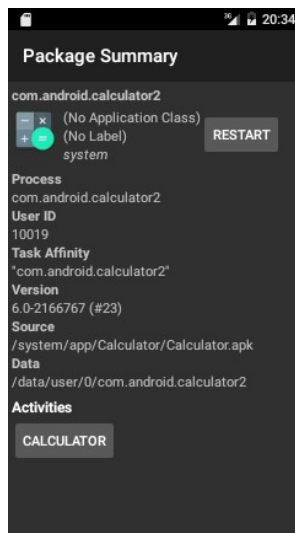 3G 20:34
Package Summary
com.android.calculator2
(No Application Class)
(No Label)
RESTART
system
Process
com.android.calculator2
User ID
10019
Task Affinity
"com.android.calculator2"
Version
6.0-2166767 (#23)
Source
/system/app/Calculator/Calculator.apk
Data
/data/user/0/com.android.calculator2
Activities
CALCULATOR